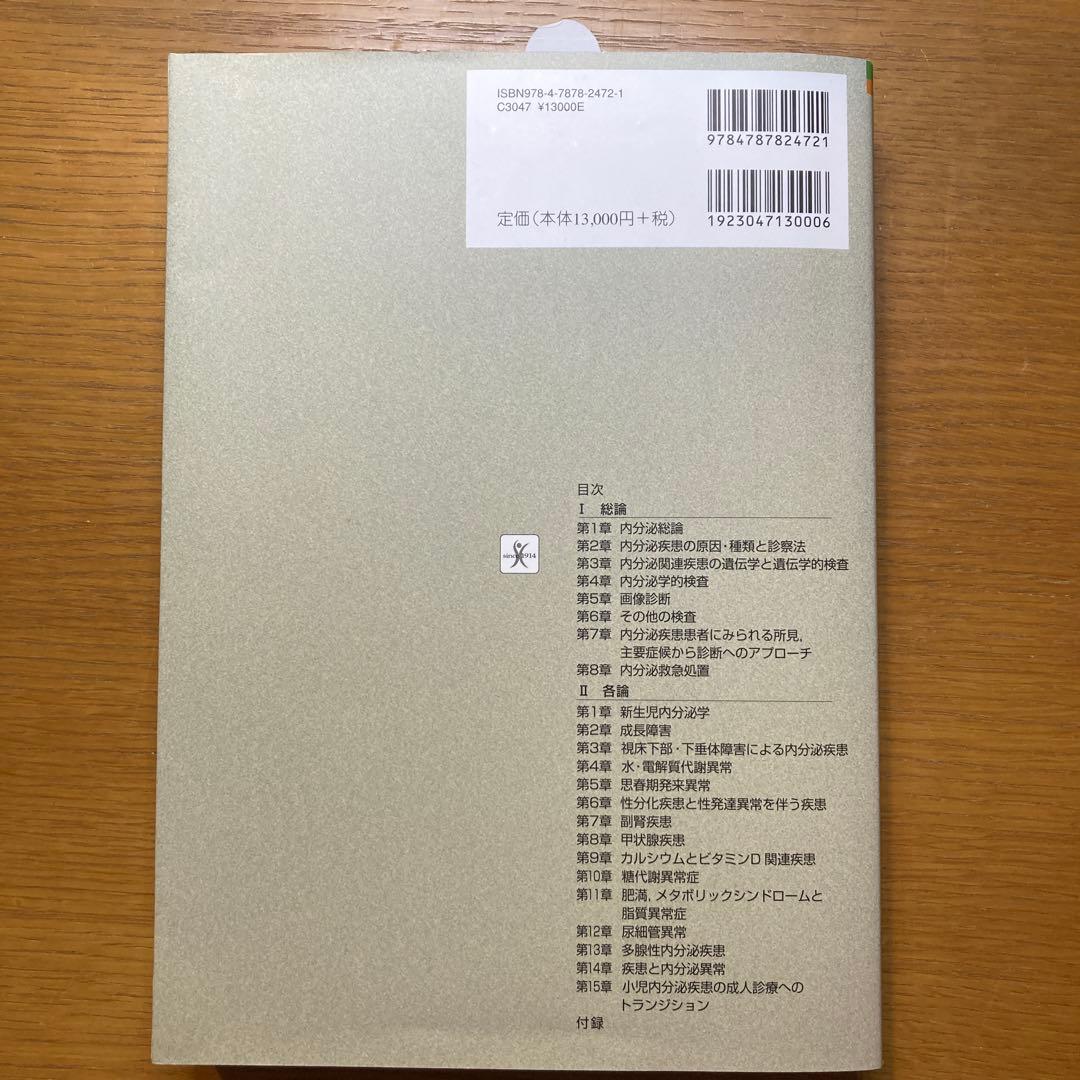 ISBN978-4-7878-2472-1
C3047 ¥13000E
9784787824721
定価(本体13,000円+税)
1923047130006
since 1914
目次
Ⅰ 総論
第1章 内分泌総論
第2章 内分泌疾患の原因・種類と診察法
第3章 内分泌関連疾患の遺伝学と遺伝学的検査
第4章 内分泌学的検査
第5章 画像診断
第6章 その他の検査
第7章 内分泌疾患患者にみられる所見,
主要症候から診断へのアプローチ
第8章 内分泌救急処置
Ⅱ 各論
第1章 新生児内分泌学
第2章 成長障害
第3章 視床下部・下垂体障害による内分泌疾患
第4章 水・電解質代謝異常
第5章 思春期発来異常
第6章 性分化疾患と性発達異常を伴う疾患
第7章 副腎疾患
第8章 甲状腺疾患
第9章 カルシウムとビタミンD関連疾患
第10章 糖代謝異常症
第11章 肥満,メタボリックシンドロームと
脂質異常症
第12章 尿細管異常
第13章 多腺性内分泌疾患
第14章 疾患と内分泌異常
第15章 小児内分泌疾患の成人診療への
トランジション
付録